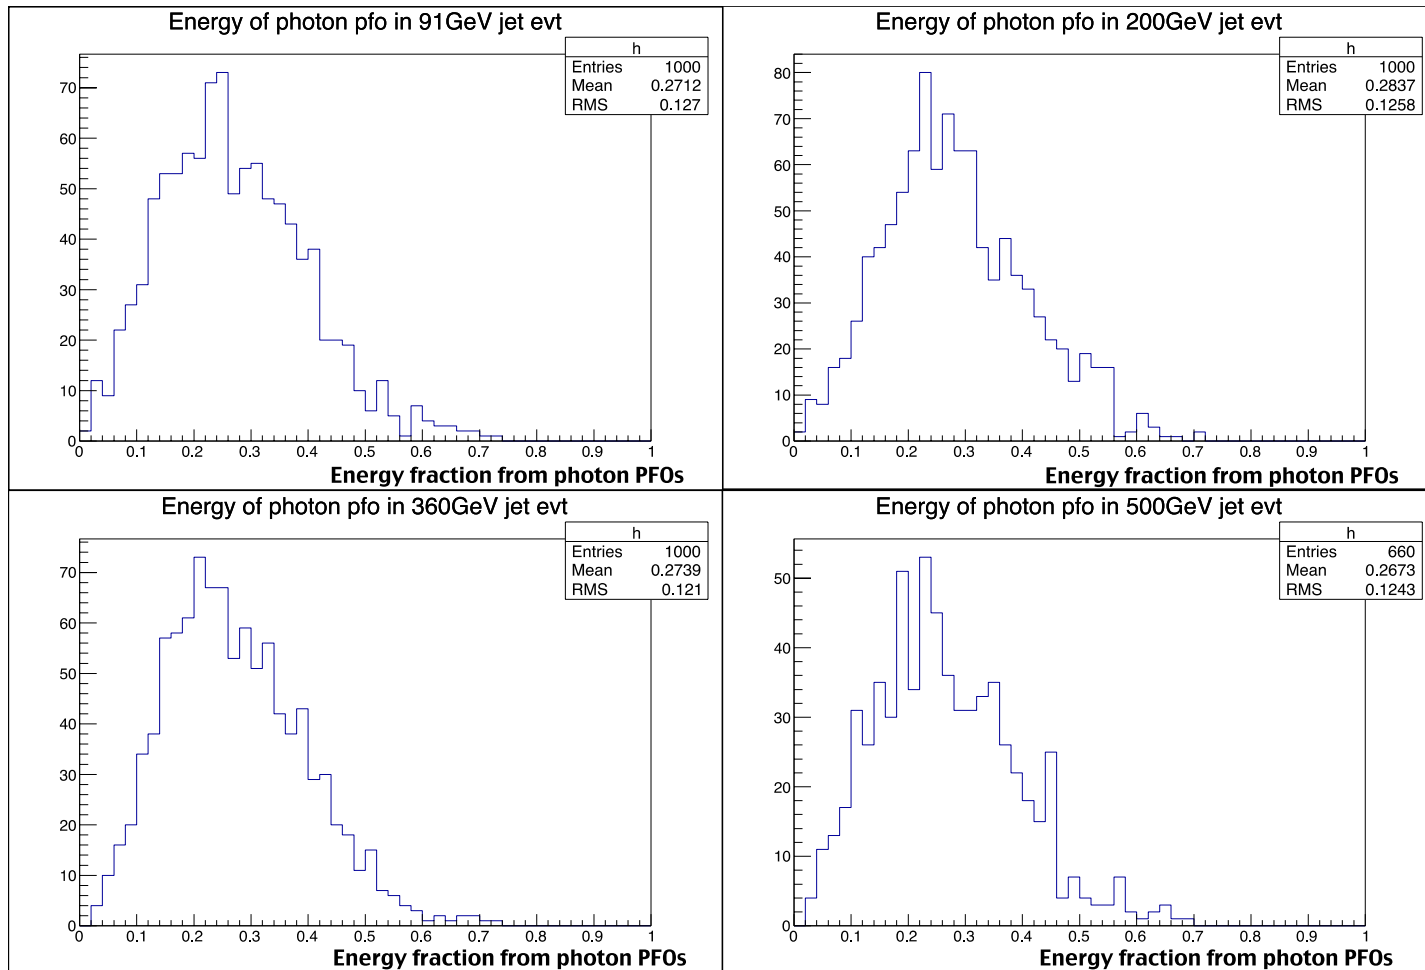 Energy of photon pfo in 91GeV jet evt
h
Entries 1000
Mean 0.2712
RMS 0.127
70
60
50
40
30
20
10
0
0 0.1 0.2 0.3 0.4 0.5 0.6 0.7 0.8 0.9 1
Energy fraction from photon PFOs
Energy of photon pfo in 200GeV jet evt
h
Entries 1000
Mean 0.2837
RMS 0.1258
80
70
60
50
40
30
20
10
0
0 0.1 0.2 0.3 0.4 0.5 0.6 0.7 0.8 0.9 1
Energy fraction from photon PFOs
Energy of photon pfo in 360GeV jet evt
h
Entries 1000
Mean 0.2739
RMS 0.121
70
60
50
40
30
20
10
0
0 0.1 0.2 0.3 0.4 0.5 0.6 0.7 0.8 0.9 1
Energy fraction from photon PFOs
Energy of photon pfo in 500GeV jet evt
h
Entries 660
Mean 0.2673
RMS 0.1243
50
40
30
20
10
0
0 0.1 0.2 0.3 0.4 0.5 0.6 0.7 0.8 0.9 1
Energy fraction from photon PFOs